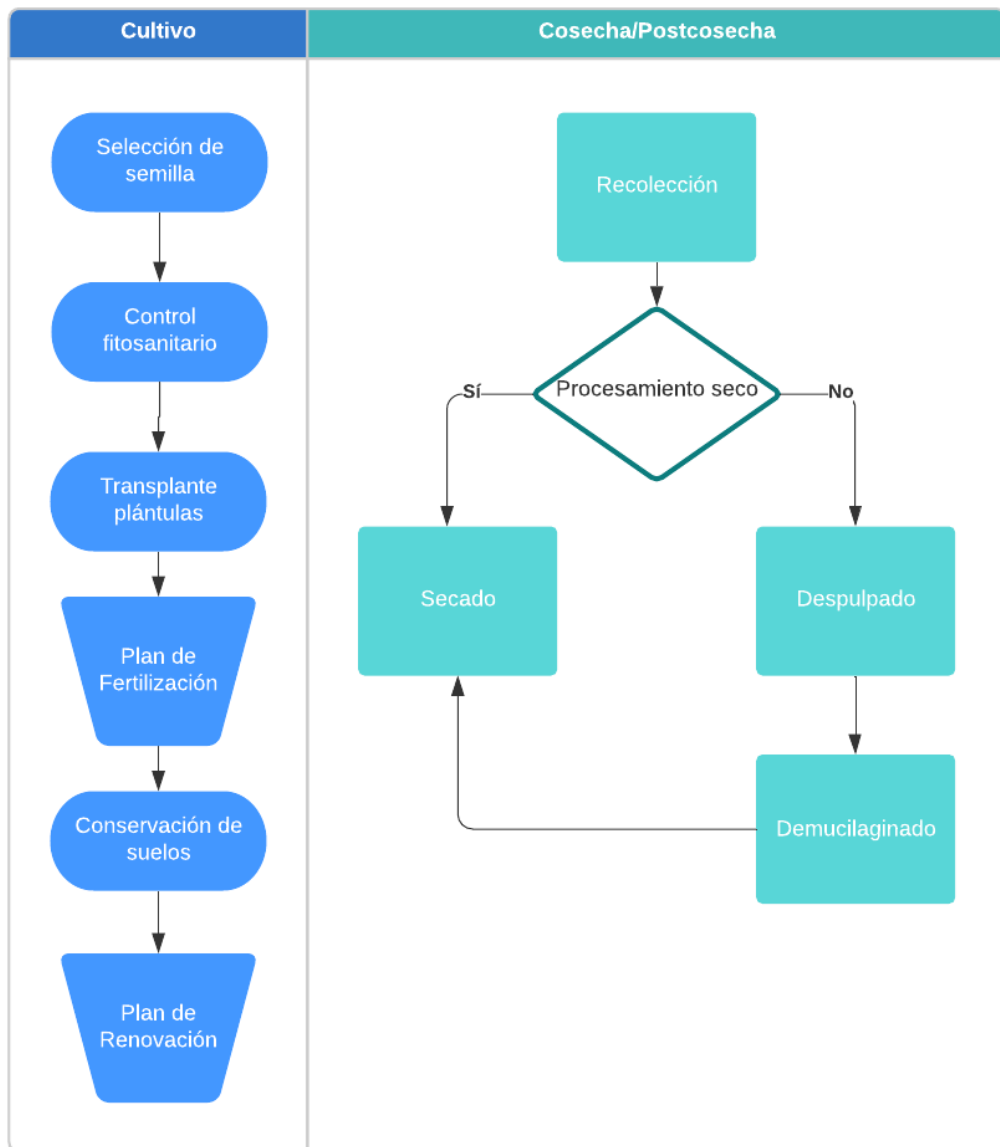 Cultivo
Cosecha/Postcosecha
Selección de
semilla
Control
fitosanitario
Transplante
plántulas
Plan de
Fertilización
Conservación de
suelos
Plan de
Renovación
Recolección
Procesamiento seco
Sí
No
Secado
Despulpado
Demucilaginado